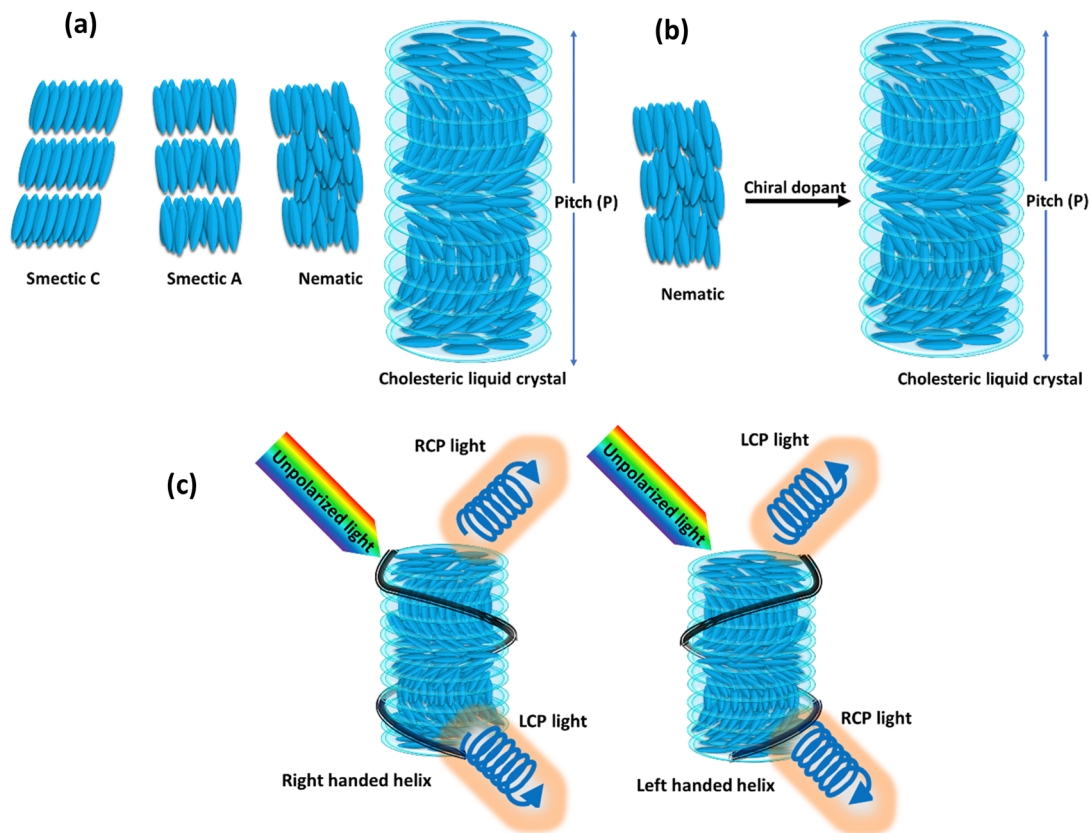 (a)
(b)
Pitch (P)
Chiral dopant
Pitch (P)
Smectic C
Smectic A
Nematic
Nematic
Cholesteric liquid crystal
Cholesteric liquid crystal
(c)
Unpolarized light
RCP light
Unpolarized light
LCP light
LCP light
RCP light
Right handed helix
Left handed helix